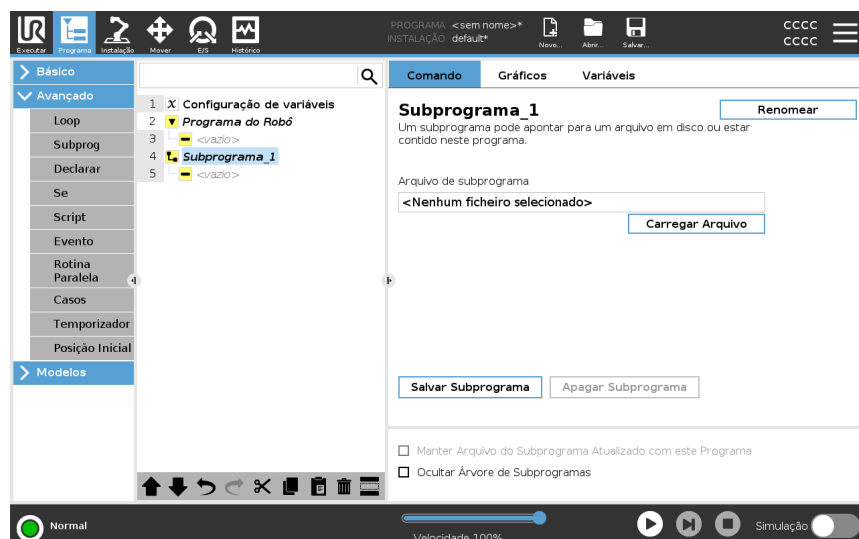 UR
Executar
Programa
Instalação
Mover
E/S
Histórico
PROGRAMA <sem nome>*
INSTALAÇÃO default*
Novo...
Abrir...
Salvar...
CCCC
CCCC
Básico
Avançado
Loop
Subprog
Declarar
Se
Script
Evento
Rotina
Paralela
Casos
Temporizador
Posição Inicial
Modelos
1 X Configuração de variáveis
2 Programa do Robô
3 <vazio>
4 Subprograma_1
5 <vazio>
Comando Gráficos Variáveis
Subprograma_1
Renomear
Um subprograma pode apontar para um arquivo em disco ou estar
contido neste programa.
Arquivo de subprograma
<Nenhum ficheiro selecionado>
Carregar Arquivo
Salvar Subprograma
Apagar Subprograma
Manter Arquivo do Subprograma Atualizado com este Programa
Ocultar Árvore de Subprogramas
Normal
Velocidade 100%
Simulação